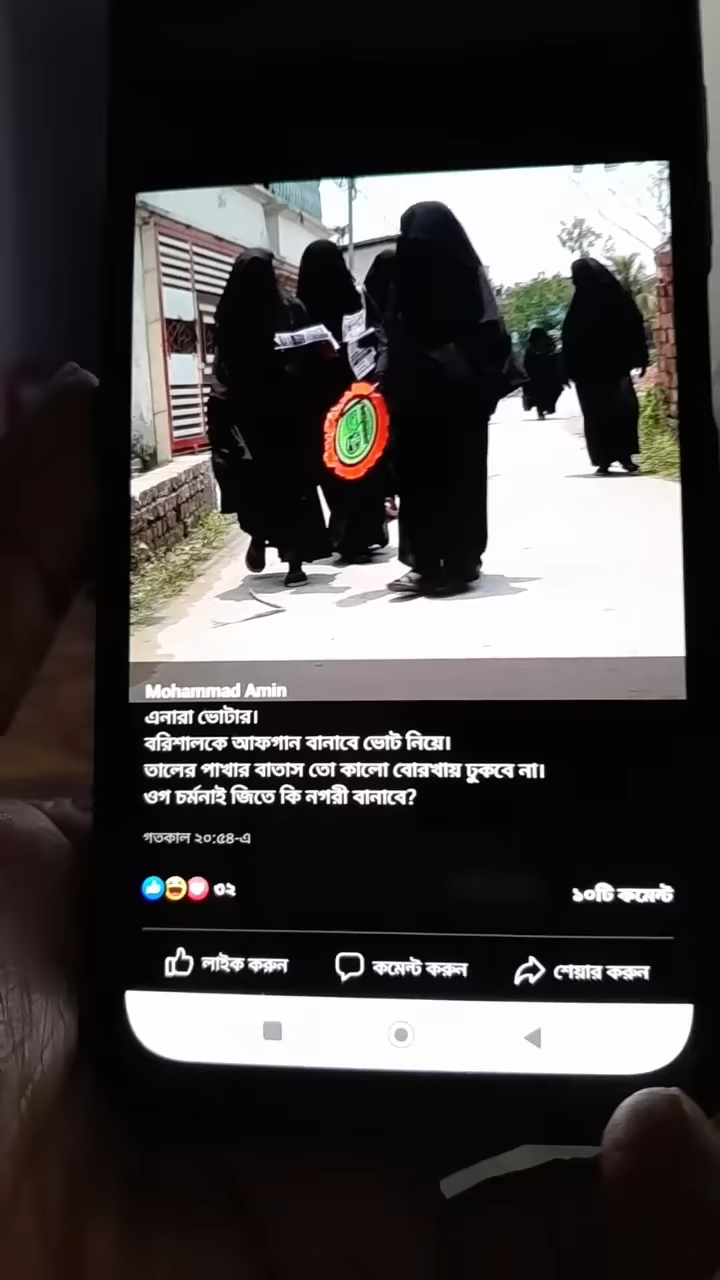 Mohammad Amin
এনারা ভোটার।
বরিশালকে আফগান বানাবে ভোট নিয়ে।
তালের পাখার বাতাস তো কালো বোরখায় ঢুকবে না।
ওগ চর্মনাই জিতে কি নগরী বানাবে?
গতকাল ২০:৫৪-এ
৩২
১০টি কমেন্ট
লাইক করুন
কমেন্ট করুন
শেয়ার করুন